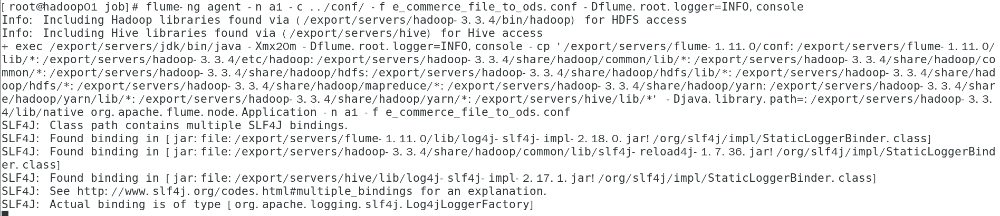 [root@hadoop01 job]# flume-ng agent -n a1 -c ../conf/ -f e_commerce_file_to_ods.conf -Dflume.root.logger=INFO,console
Info: Including Hadoop libraries found via (/export/servers/hadoop-3.3.4/bin/hadoop) for HDFS access
Info: Including Hive libraries found via (/export/servers/hive) for Hive access
+ exec /export/servers/jdk/bin/java -Xmx20m -Dflume.root.logger=INFO,console -cp '/export/servers/flume-1.11.0/conf:/export/servers/flume-1.11.0/
lib/*:/export/servers/hadoop-3.3.4/etc/hadoop:/export/servers/hadoop-3.3.4/share/hadoop/common/lib/*:/export/servers/hadoop-3.3.4/share/hadoop/co
mmon/*:/export/servers/hadoop-3.3.4/share/hadoop/hdfs:/export/servers/hadoop-3.3.4/share/hadoop/hdfs/lib/*:/export/servers/hadoop-3.3.4/share/had
oop/hdfs/*:/export/servers/hadoop-3.3.4/share/hadoop/mapreduce/*:/export/servers/hadoop-3.3.4/share/hadoop/yarn:/export/servers/hadoop-3.3.4/shar
e/hadoop/yarn/lib/*:/export/servers/hadoop-3.3.4/share/hadoop/yarn/*:/export/servers/hive/lib/*' -Djava.library.path=:/export/servers/hadoop-3.3.
4/lib/native org.apache.flume.node.Application -n a1 -f e_commerce_file_to_ods.conf
SLF4J: Class path contains multiple SLF4J bindings.
SLF4J: Found binding in [jar:file:/export/servers/flume-1.11.0/lib/log4j-slf4j-impl-2.18.0.jar!/org/slf4j/impl/StaticLoggerBinder.class]
SLF4J: Found binding in [jar:file:/export/servers/hadoop-3.3.4/share/hadoop/common/lib/slf4j-reload4j-1.7.36.jar!/org/slf4j/impl/StaticLoggerBind
er.class]
SLF4J: Found binding in [jar:file:/export/servers/hive/lib/log4j-slf4j-impl-2.17.1.jar!/org/slf4j/impl/StaticLoggerBinder.class]
SLF4J: See http://www.slf4j.org/codes.html#multiple_bindings for an explanation.
SLF4J: Actual binding is of type [org.apache.logging.slf4j.Log4jLoggerFactory]